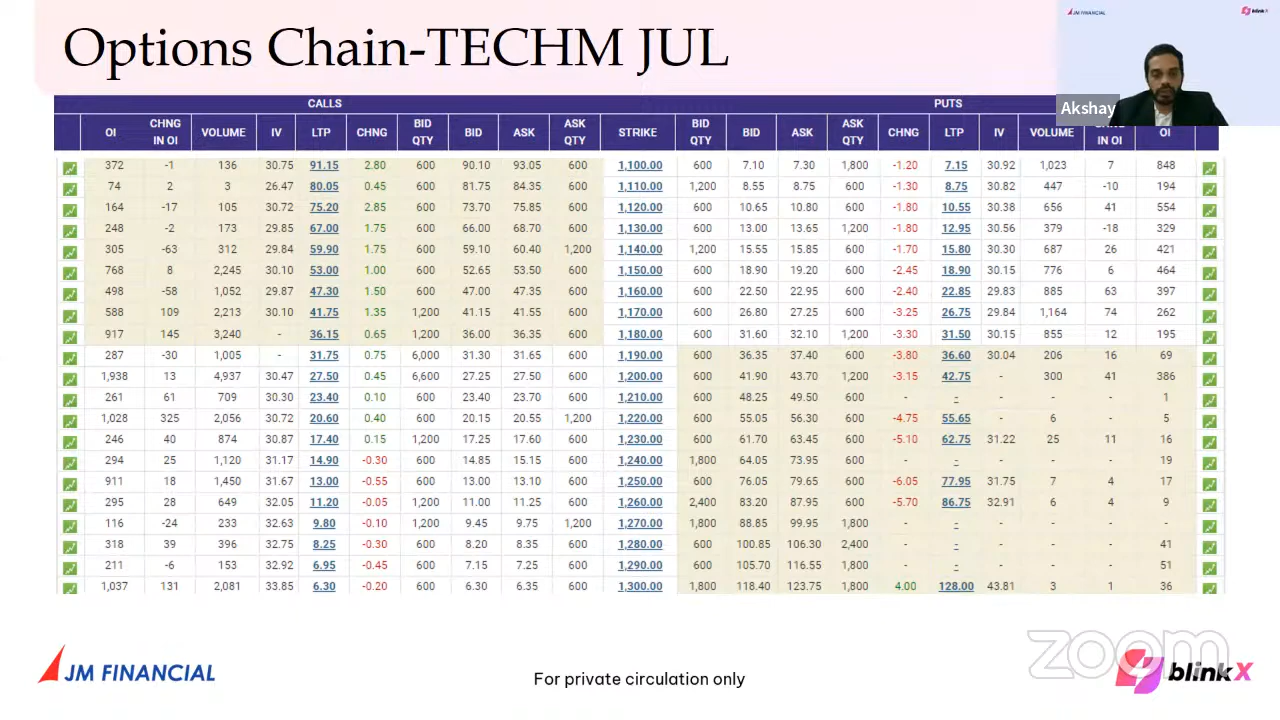 Options Chain-TECHM JUL
JM FINANCIAL
blinkX
Akshay
CALLS PUTS
OI CHNG IN OI VOLUME IV LTP CHNG BID QTY BID ASK ASK QTY STRIKE BID QTY BID ASK ASK QTY CHNG LTP IV VOLUME IN OI OI
372 -1 136 30.75 91.15 2.80 600 90.10 93.05 600 1,100.00 600 7.10 7.30 1,800 -1.20 7.15 30.92 1,023 7 848
74 2 3 26.47 80.05 0.45 600 81.75 84.35 600 1,110.00 1,200 8.55 8.75 600 -1.30 8.75 30.82 447 -10 194
164 -17 105 30.72 75.20 2.85 600 73.70 75.85 600 1,120.00 600 10.65 10.80 600 -1.80 10.55 30.38 656 41 554
248 -2 173 29.85 67.00 1.75 600 66.00 68.70 600 1,130.00 600 13.00 13.65 1,200 -1.80 12.95 30.56 379 -18 329
305 -63 312 29.84 59.90 1.75 600 59.10 60.40 1,200 1,140.00 1,200 15.55 15.85 600 -1.70 15.80 30.30 687 26 421
768 8 2,245 30.10 53.00 1.00 600 52.65 53.50 600 1,150.00 600 18.90 19.20 600 -2.45 18.90 30.15 776 6 464
498 -58 1,052 29.87 47.30 1.50 600 47.00 47.35 600 1,160.00 600 22.50 22.95 600 -2.40 22.85 29.83 885 63 397
588 109 2,213 30.10 41.75 1.35 1,200 41.15 41.55 600 1,170.00 600 26.80 27.25 600 -3.25 26.75 29.84 1,164 74 262
917 145 3,240 - 36.15 0.65 1,200 36.00 36.35 600 1,180.00 600 31.60 32.10 1,200 -3.30 31.50 30.15 855 12 195
287 -30 1,005 - 31.75 0.75 6,000 31.30 31.65 600 1,190.00 600 36.35 37.40 600 -3.80 36.60 30.04 206 16 69
1,938 13 4,937 30.47 27.50 0.45 6,600 27.25 27.50 600 1,200.00 600 41.90 43.70 1,200 -3.15 42.75 - 300 41 386
261 61 709 30.30 23.40 0.10 600 23.40 23.70 600 1,210.00 600 48.25 49.50 600 - - - - - 1
1,028 325 2,056 30.72 20.60 0.40 600 20.15 20.55 1,200 1,220.00 600 55.05 56.30 600 -4.75 55.65 - 6 - 5
246 40 874 30.87 17.40 0.15 1,200 17.25 17.60 600 1,230.00 600 61.70 63.45 600 -5.10 62.75 31.22 25 11 16
294 25 1,120 31.17 14.90 -0.30 600 14.85 15.15 600 1,240.00 1,800 64.05 73.95 600 - - - - - 19
911 18 1,450 31.67 13.00 -0.55 600 13.00 13.10 600 1,250.00 600 76.05 79.65 600 -6.05 77.95 31.75 7 4 17
295 28 649 32.05 11.20 -0.05 1,200 11.00 11.25 600 1,260.00 2,400 83.20 87.95 600 -5.70 86.75 32.91 6 4 9
116 -24 233 32.63 9.80 -0.10 1,200 9.45 9.75 1,200 1,270.00 1,800 88.85 99.95 1,800 - - - - - -
318 39 396 32.75 8.25 -0.30 600 8.20 8.35 600 1,280.00 600 100.85 106.30 2,400 - - - - - 41
211 -6 153 32.92 6.95 -0.45 600 7.15 7.25 600 1,290.00 600 105.70 116.55 1,800 - - - - - 51
1,037 131 2,081 33.85 6.30 -0.20 600 6.30 6.35 600 1,300.00 1,800 118.40 123.75 1,800 4.00 128.00 43.81 3 1 36
zoom
JM FINANCIAL
For private circulation only
blinkX